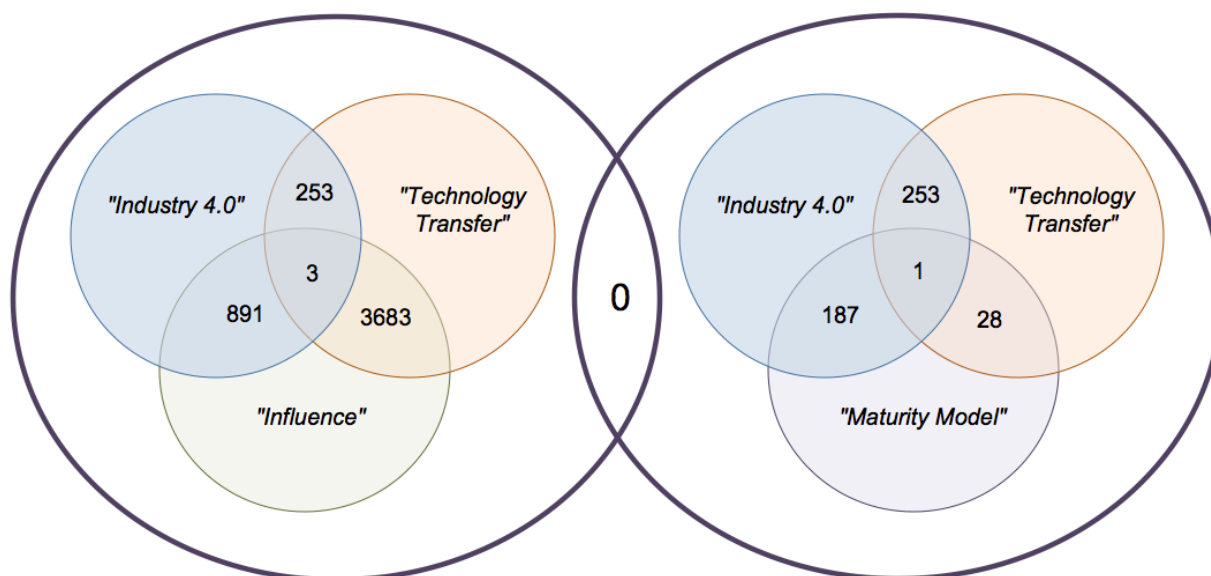 253
"Industry 4.0"
"Technology
Transfer"
3
891
3683
"Influence"
0
253
"Industry 4.0"
"Technology
Transfer"
1
187
28
"Maturity Model"